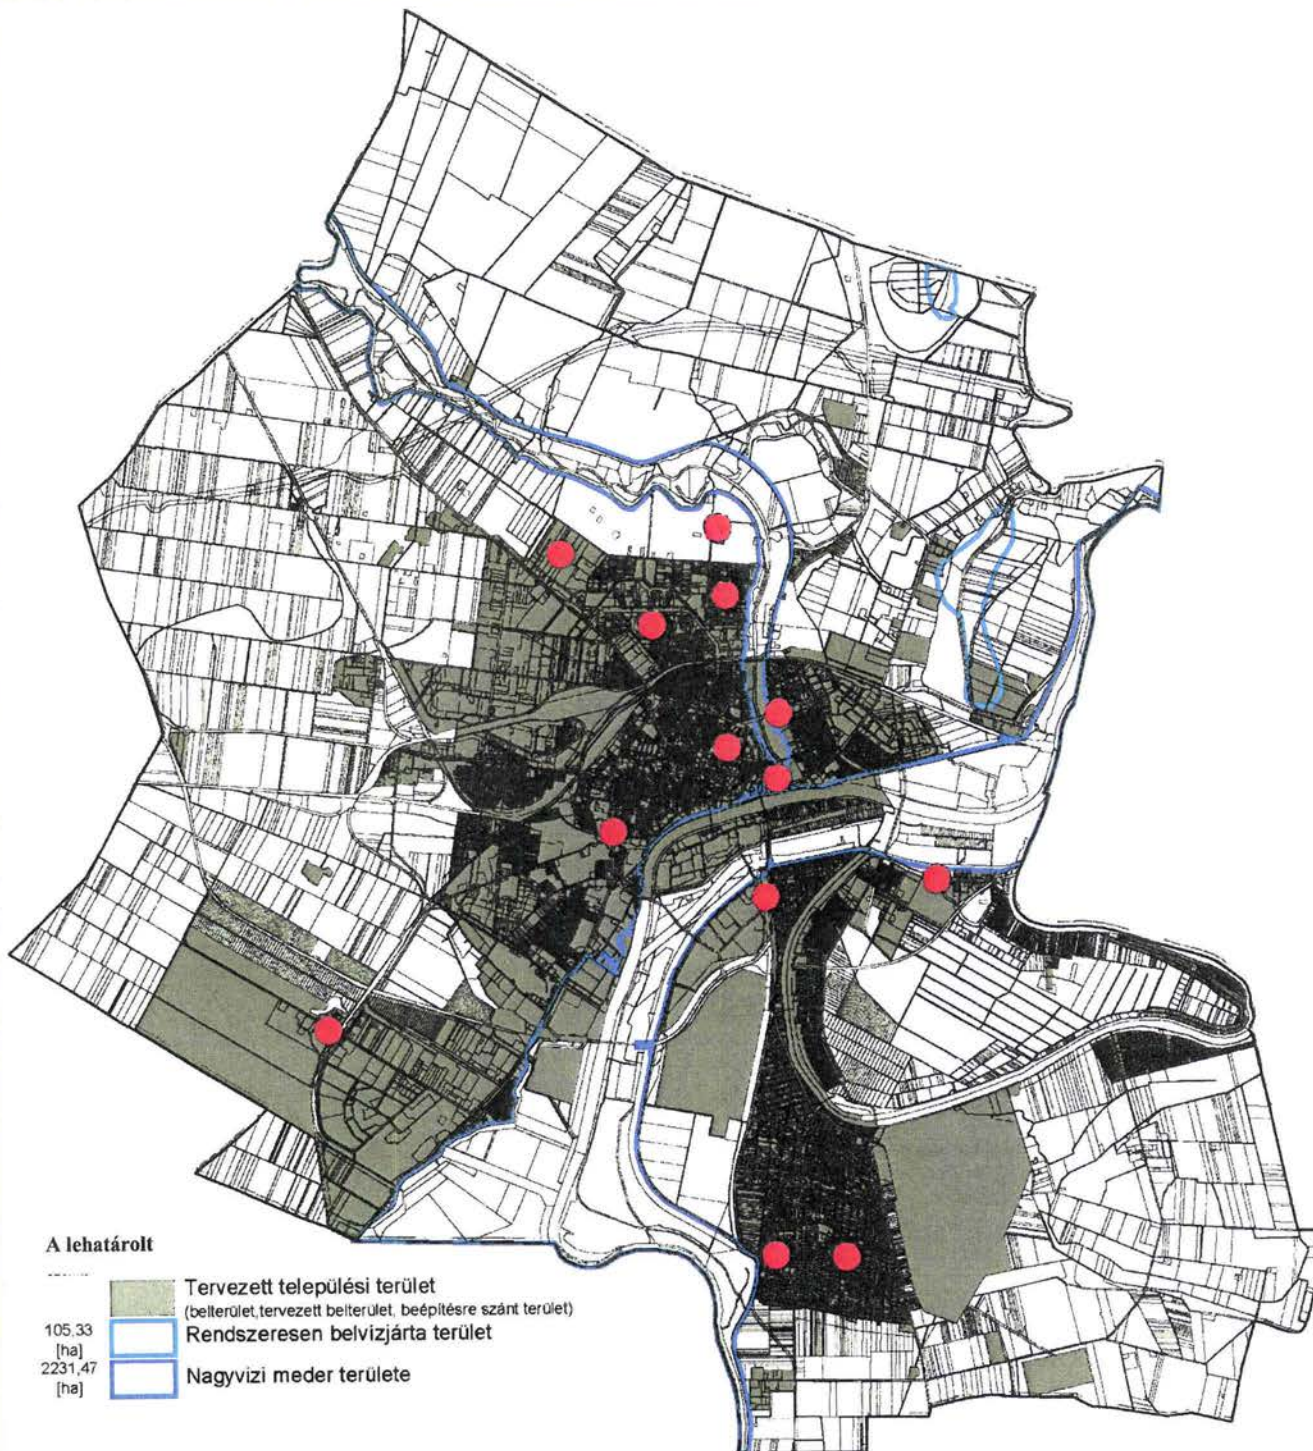 A lehatárolt
Tervezett települési terület
(belterület,tervezett belterület, beépítésre szánt terület)
105,33
[ha]
Rendszeresen belvízjárta terület
2231,47
[ha]
Nagyvizi meder területe